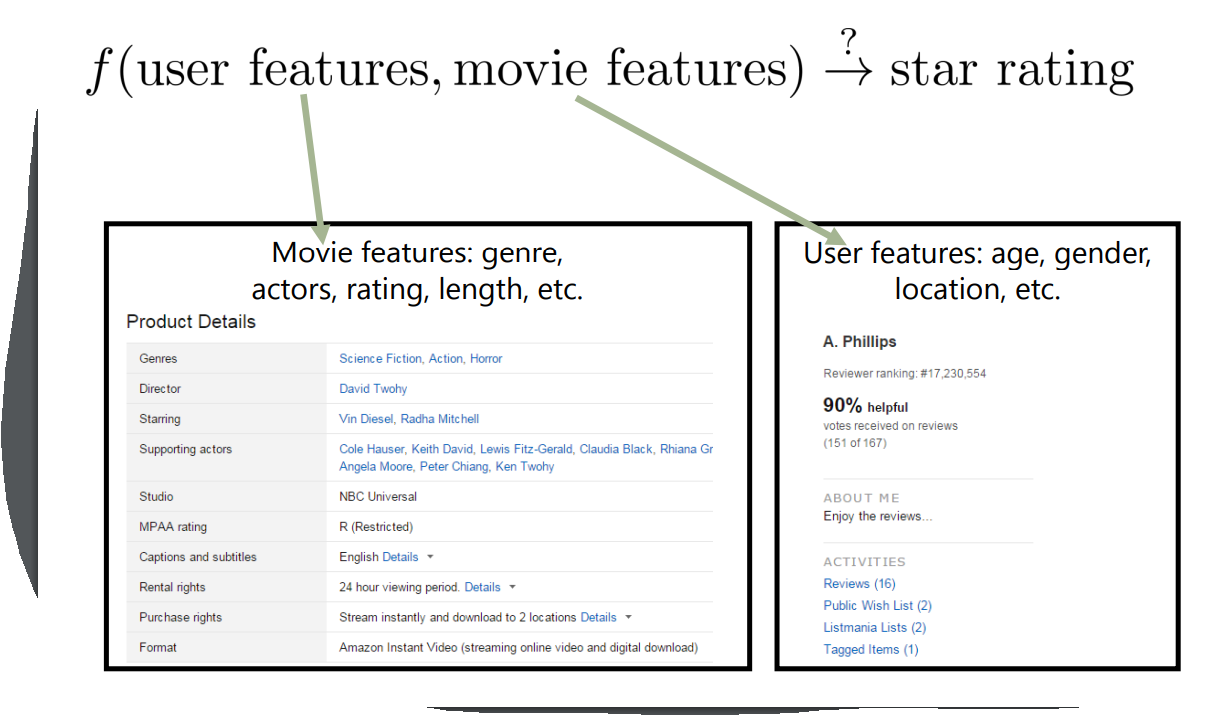 f(user features, movie features) →? star rating
Movie features: genre,
actors, rating, length, etc.
Product Details
Genres Science Fiction, Action, Horror
Director David Twohy
Starring Vin Diesel, Radha Mitchell
Supporting actors Cole Hauser, Keith David, Lewis Fitz-Gerald, Claudia Black, Rhiana Gr
Angela Moore, Peter Chiang, Ken Twohy
Studio NBC Universal
MPAA rating R (Restricted)
Captions and subtitles English Details
Rental rights 24 hour viewing period. Details
Purchase rights Stream instantly and download to 2 locations Details
Format Amazon Instant Video (streaming online video and digital download)
User features: age, gender,
location, etc.
A. Phillips
Reviewer ranking: #17,230,554
90% helpful
votes received on reviews
(151 of 167)
ABOUT ME
Enjoy the reviews...
ACTIVITIES
Reviews (16)
Public Wish List (2)
Listmania Lists (2)
Tagged Items (1)